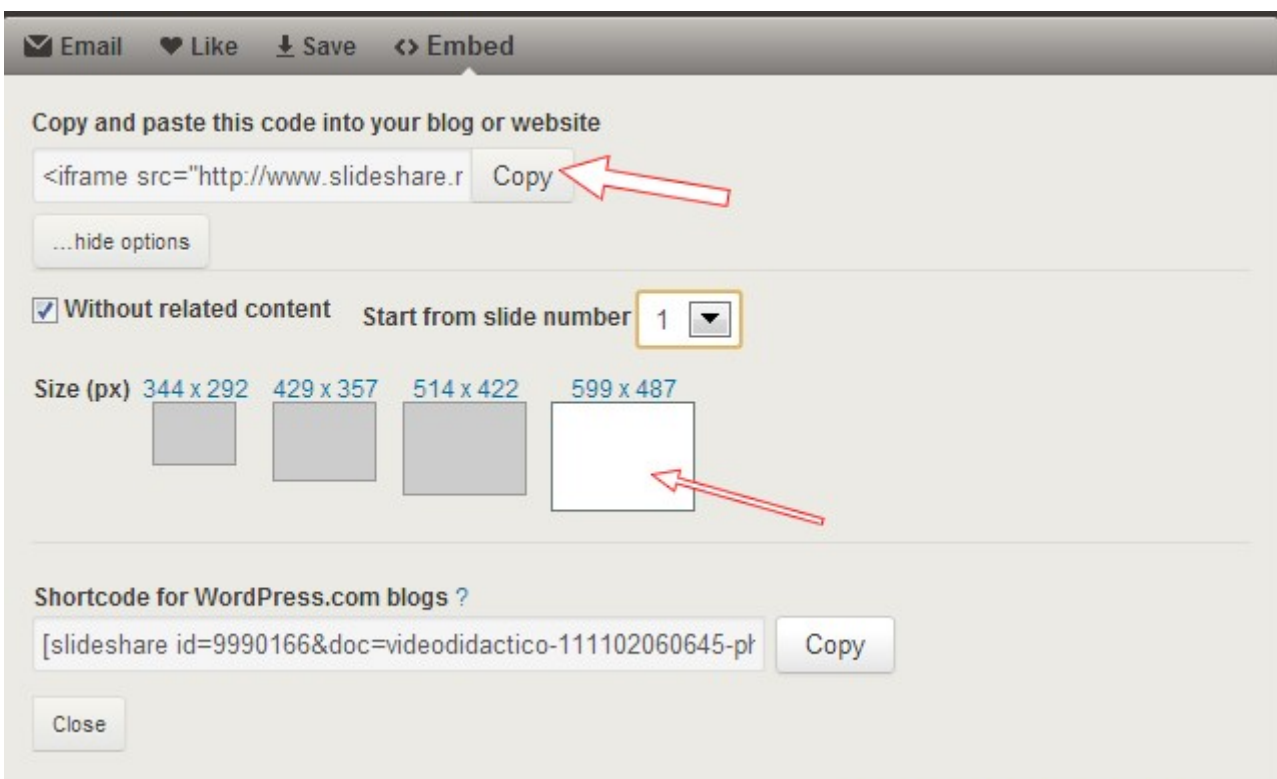 Email Like Save <> Embed
Copy and paste this code into your blog or website
<iframe src="http://www.slideshare.r Copy
...hide options
Without related content Start from slide number 1
Size (px) 344 x 292 429 x 357 514 x 422 599 x 487
Shortcode for WordPress.com blogs ?
[slideshare id=9990166&doc=videodidactico-111102060645-ph Copy
Close